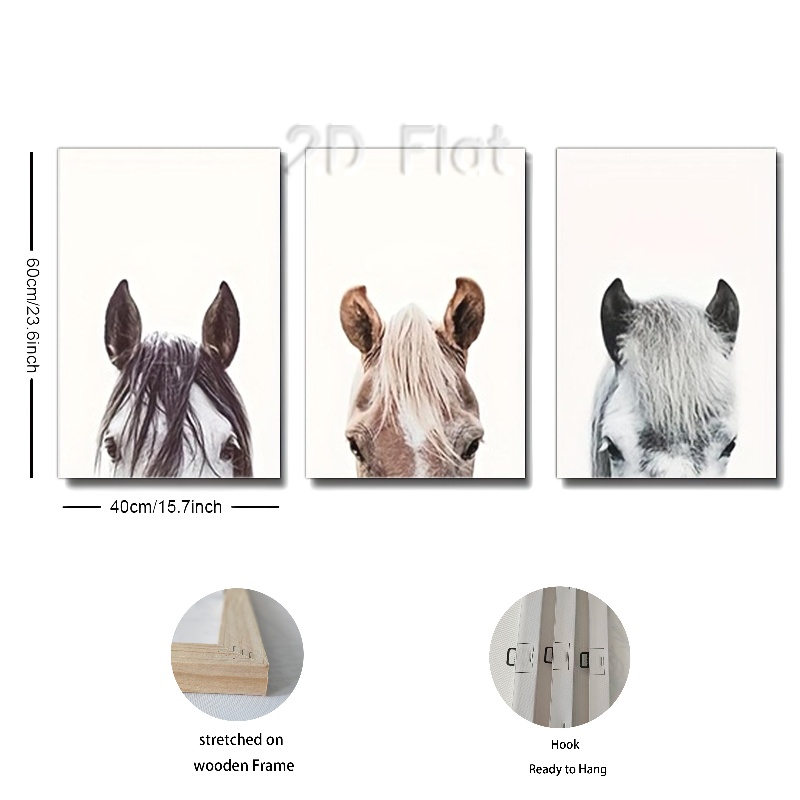 2D Flat
60cm/23.6inch
40cm/15.7inch
stretched on
wooden Frame
Hook
Ready to Hang